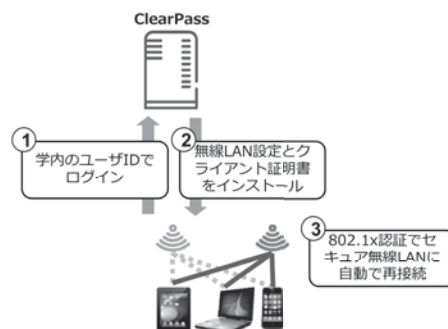 ClearPass
1
学内のユーザIDで
ログイン
2
無線LAN設定とク
ライアント証明書
をインストール
3
802.1x認証でセ
キュア無線LANに
自動で再接続